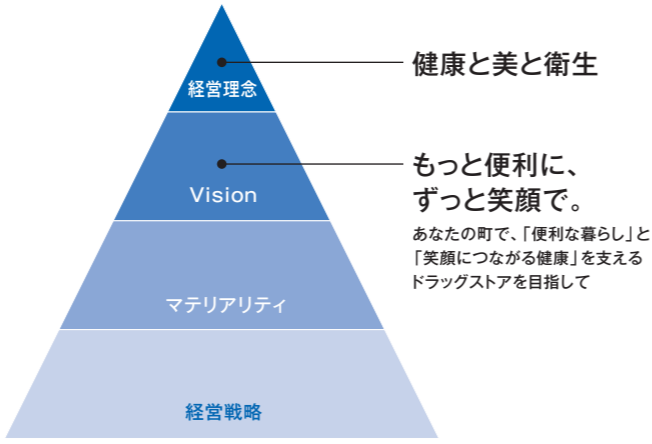 経営理念
健康と美と衛生
Vision
もっと便利に、
ずっと笑顔で。
あなたの町で、「便利な暮らし」と
「笑顔につながる健康」を支える
ドラッグストアを目指して
マテリアリティ
経営戦略